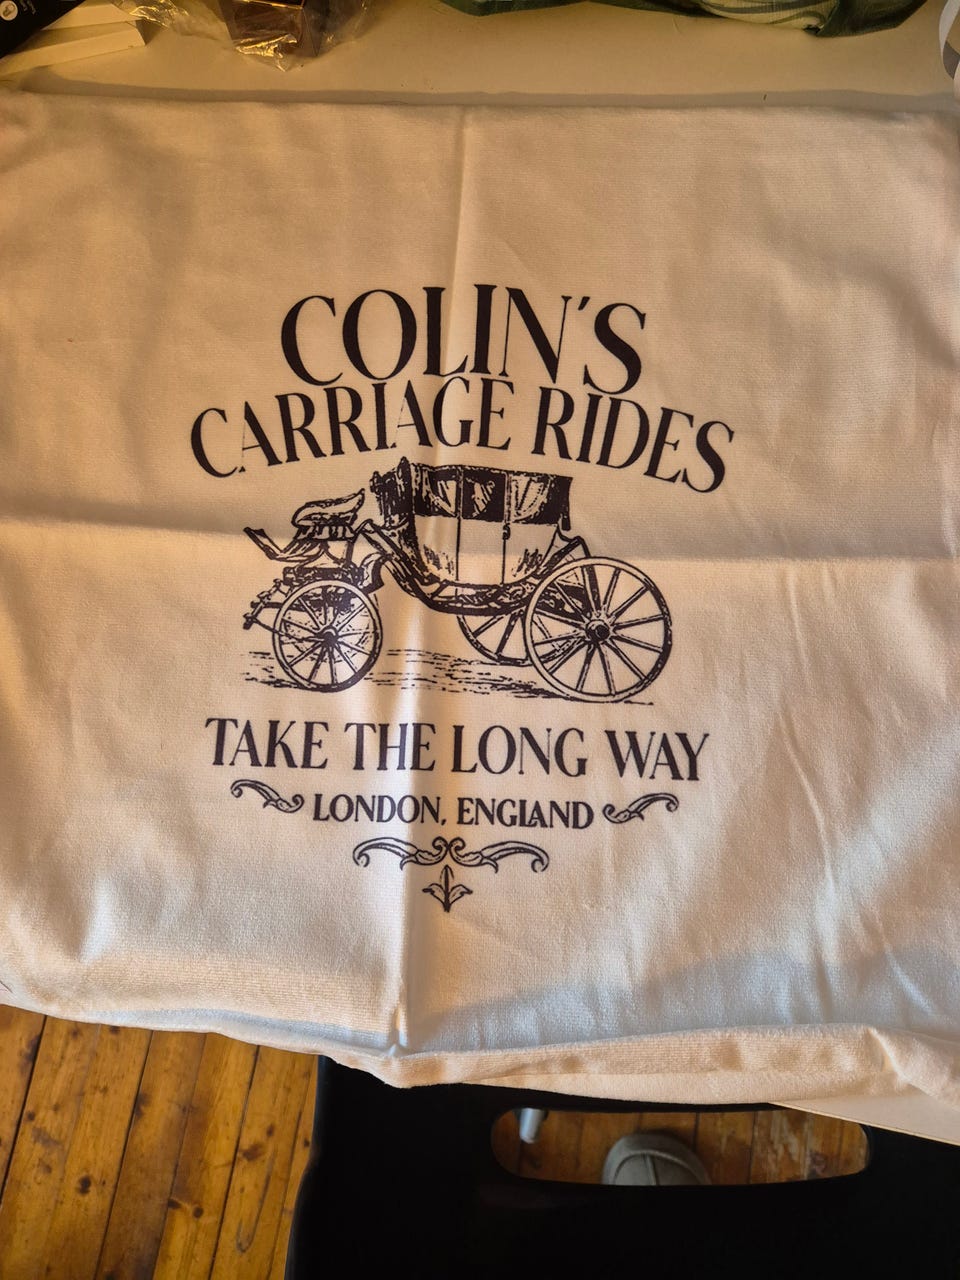 COLIN'S
CARRIAGE RIDES
TAKE THE LONG WAY
LONDON, ENGLAND